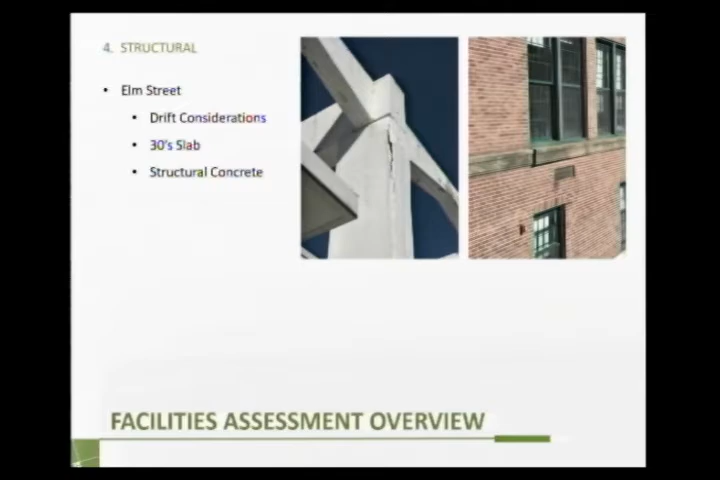 4. STRUCTURAL
• Elm Street
• Drift Considerations
• 30's Slab
• Structural Concrete
FACILITIES ASSESSMENT OVERVIEW